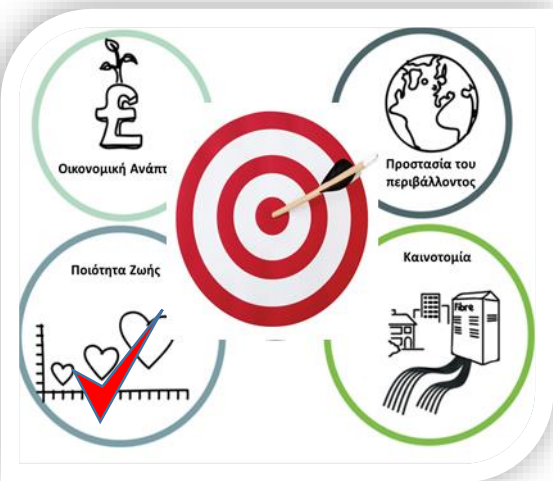 Οικονομική Ανάπτ
Προστασία του
περιβάλλοντος
Ποιότητα Ζωής
Καινοτομία
Fibre